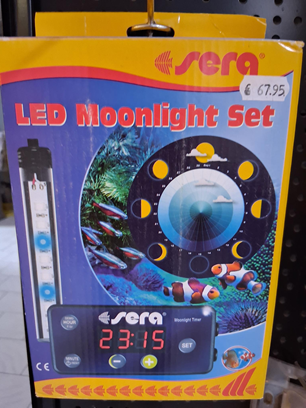 sera
€ 67.95
LED Moonlight Set
sera
Moonlight Timer
23:15
SET
CE